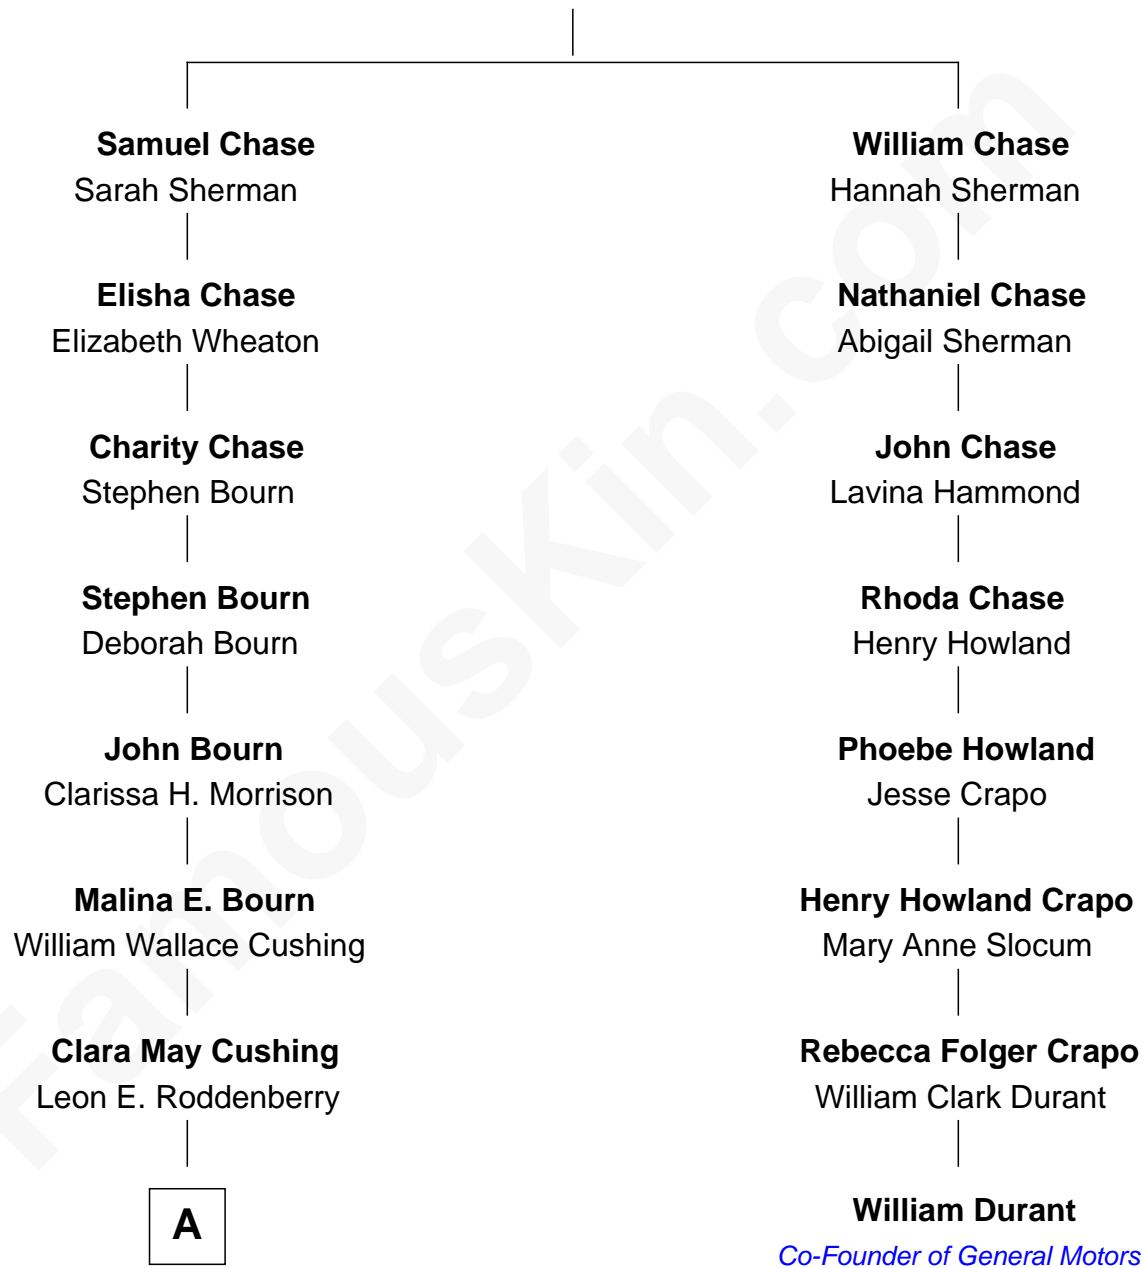 Samuel Chase
Sarah Sherman
Elisha Chase
Elizabeth Wheaton
Charity Chase
Stephen Bourn
Stephen Bourn
Deborah Bourn
John Bourn
Clarissa H. Morrison
Malina E. Bourn
William Wallace Cushing
Clara May Cushing
Leon E. Roddenberry
A
William Chase
Hannah Sherman
Nathaniel Chase
Abigail Sherman
John Chase
Lavina Hammond
Rhoda Chase
Henry Howland
Phoebe Howland
Jesse Crapo
Henry Howland Crapo
Mary Anne Slocum
Rebecca Folger Crapo
William Clark Durant
William Durant
Co-Founder of General Motors
FamousKin.com